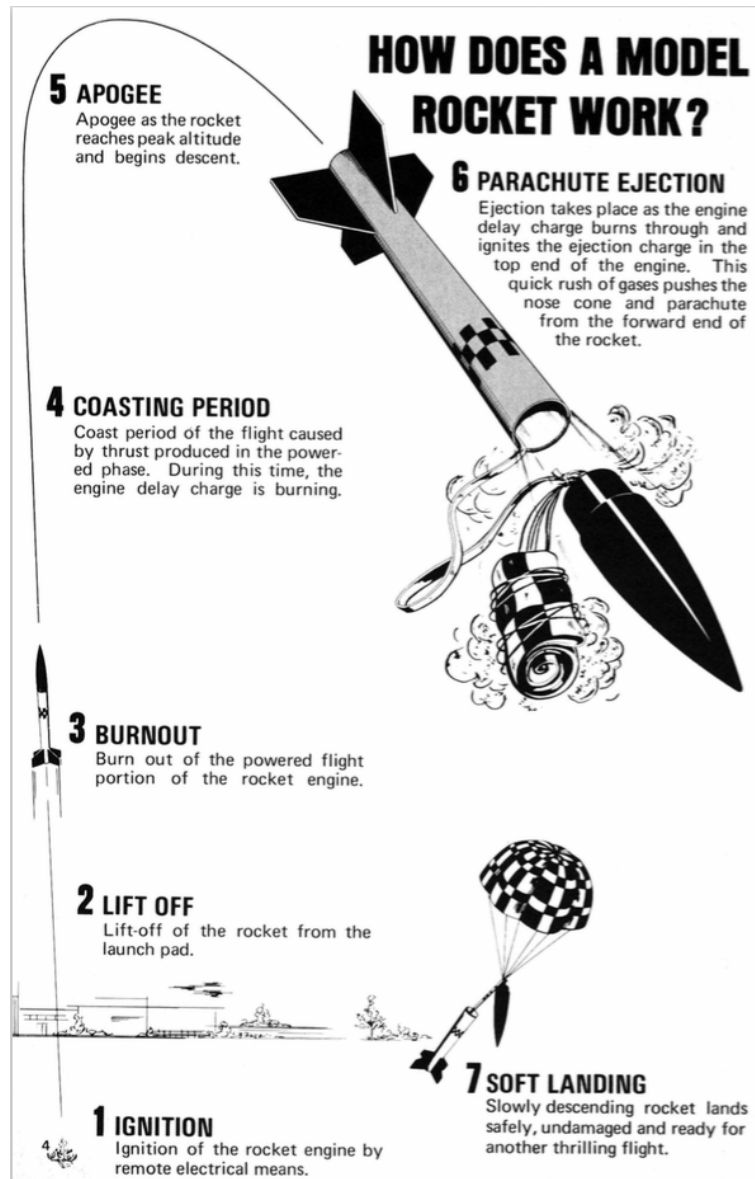 HOW DOES A MODEL
ROCKET WORK?
5 APOGEE
Apogee as the rocket
reaches peak altitude
and begins descent.
6 PARACHUTE EJECTION
Ejection takes place as the engine
delay charge burns through and
ignites the ejection charge in the
top end of the engine. This
quick rush of gases pushes the
nose cone and parachute
from the forward end of
the rocket.
4 COASTING PERIOD
Coast period of the flight caused
by thrust produced in the power-
ed phase. During this time, the
engine delay charge is burning.
3 BURNOUT
Burn out of the powered flight
portion of the rocket engine.
2 LIFT OFF
Lift-off of the rocket from the
launch pad.
7 SOFT LANDING
Slowly descending rocket lands
safely, undamaged and ready for
another thrilling flight.
1 IGNITION
Ignition of the rocket engine by
remote electrical means.
4